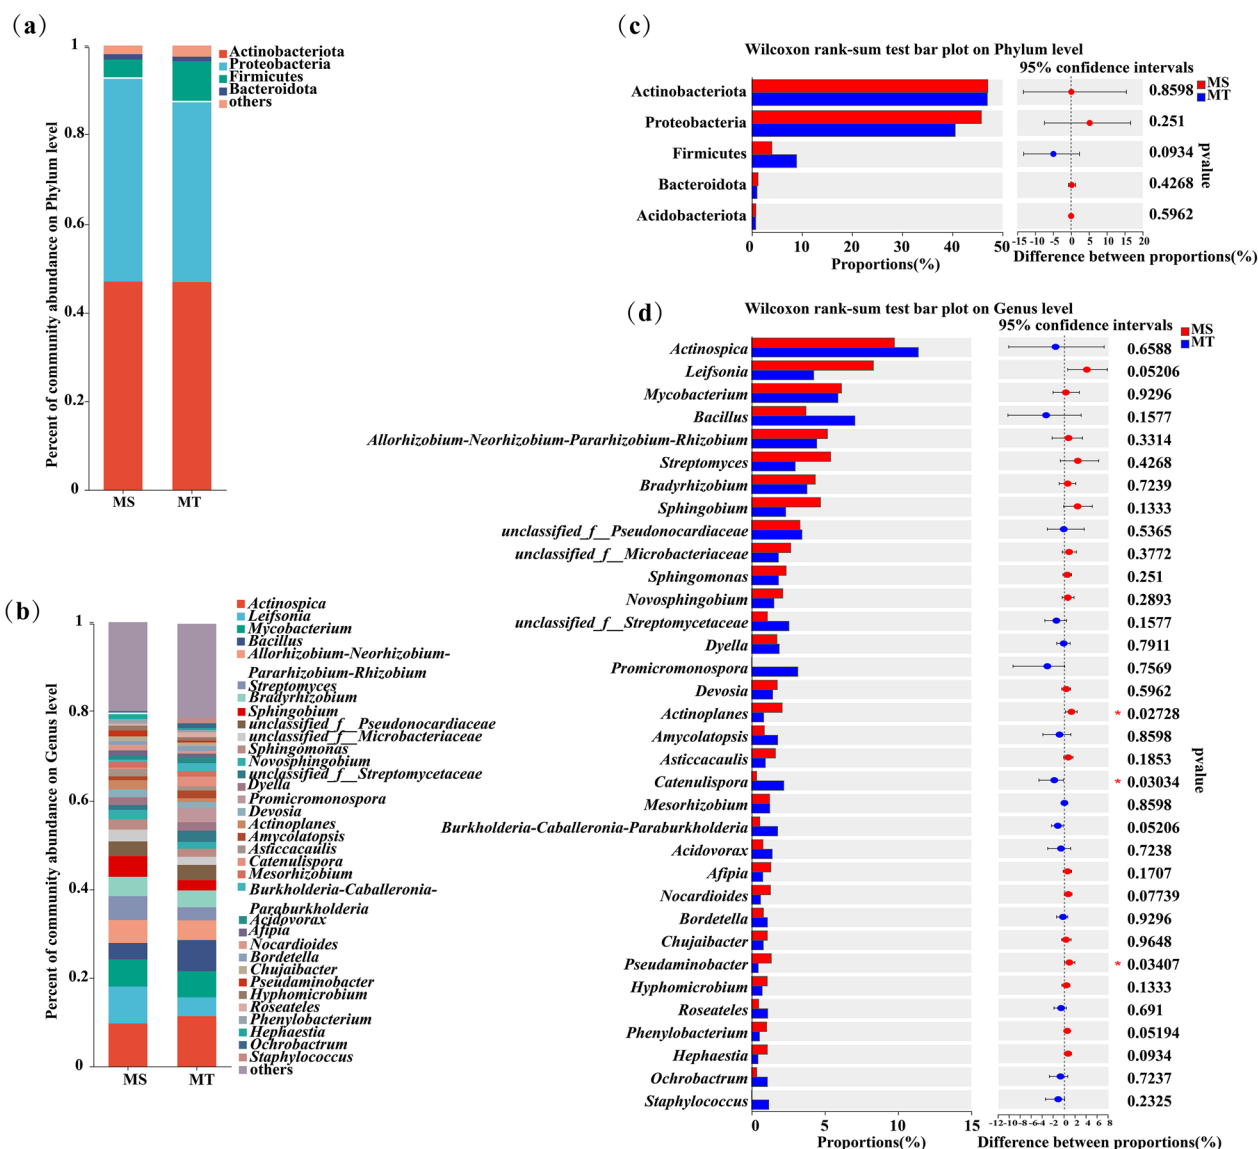 (a)
1
0.8
0.6
0.4
0.2
0
Percent of community abundance on Phylum level
MS
MT
Actinobacteriota
Proteobacteria
Firmicutes
Bacteroidota
others
(c)
Wilcoxon rank-sum test bar plot on Phylum level
95% confidence intervals
MS
MT
Actinobacteriota 0.8598
Proteobacteria 0.251
Firmicutes 0.0934
Bacteroidota 0.4268
Acidobacteriota 0.5962
pvalue
0 10 20 30 40 50
Proportions(%)
-15 -10 -5 0 5 10 15 20
Difference between proportions(%)
(b)
1
0.8
0.6
0.4
0.2
0
Percent of community abundance on Genus level
MS
MT
Actinospica
Leifsonia
Mycobacterium
Bacillus
Allorhizobium-Neorhizobium-
Pararhizobium-Rhizobium
Streptomyces
Bradyrhizobium
Sphingobium
unclassified_f__Pseudonocardiaceae
unclassified_f__Microbacteriaceae
Sphingomonas
Novosphingobium
unclassified_f__Streptomycetaceae
Dyella
Promicromonospora
Devosia
Actinoplanes
Amycolatopsis
Asticcacaulis
Catenulispora
Mesorhizobium
Burkholderia-Caballeronia-
Paraburkholderia
Acidovorax
Afipia
Nocardioides
Bordetella
Chujaibacter
Pseudaminobacter
Hyphomicrobium
Roseateles
Phenylobacterium
Hephaestia
Ochrobactrum
Staphylococcus
others
(d)
Wilcoxon rank-sum test bar plot on Genus level
95% confidence intervals
MS
MT
Actinospica 0.6588
Leifsonia 0.05206
Mycobacterium 0.9296
Bacillus 0.1577
Allorhizobium-Neorhizobium-Pararhizobium-Rhizobium 0.3314
Streptomyces 0.4268
Bradyrhizobium 0.7239
Sphingobium 0.1333
unclassified_f__Pseudonocardiaceae 0.5365
unclassified_f__Microbacteriaceae 0.3772
Sphingomonas 0.251
Novosphingobium 0.2893
unclassified_f__Streptomycetaceae 0.1577
Dyella 0.7911
Promicromonospora 0.7569
Devosia 0.5962
Actinoplanes * 0.02728
Amycolatopsis 0.8598
Asticcacaulis 0.1853
Catenulispora * 0.03034
Mesorhizobium 0.8598
Burkholderia-Caballeronia-Paraburkholderia 0.05206
Acidovorax 0.7238
Afipia 0.1707
Nocardioides 0.07739
Bordetella 0.9296
Chujaibacter 0.9648
Pseudaminobacter * 0.03407
Hyphomicrobium 0.1333
Roseateles 0.691
Phenylobacterium 0.05194
Hephaestia 0.0934
Ochrobactrum 0.7237
Staphylococcus 0.2325
pvalue
0 5 10 15
Proportions(%)
-12 -10 -8 -6 -4 -2 0 2 4 6 8
Difference between proportions(%)